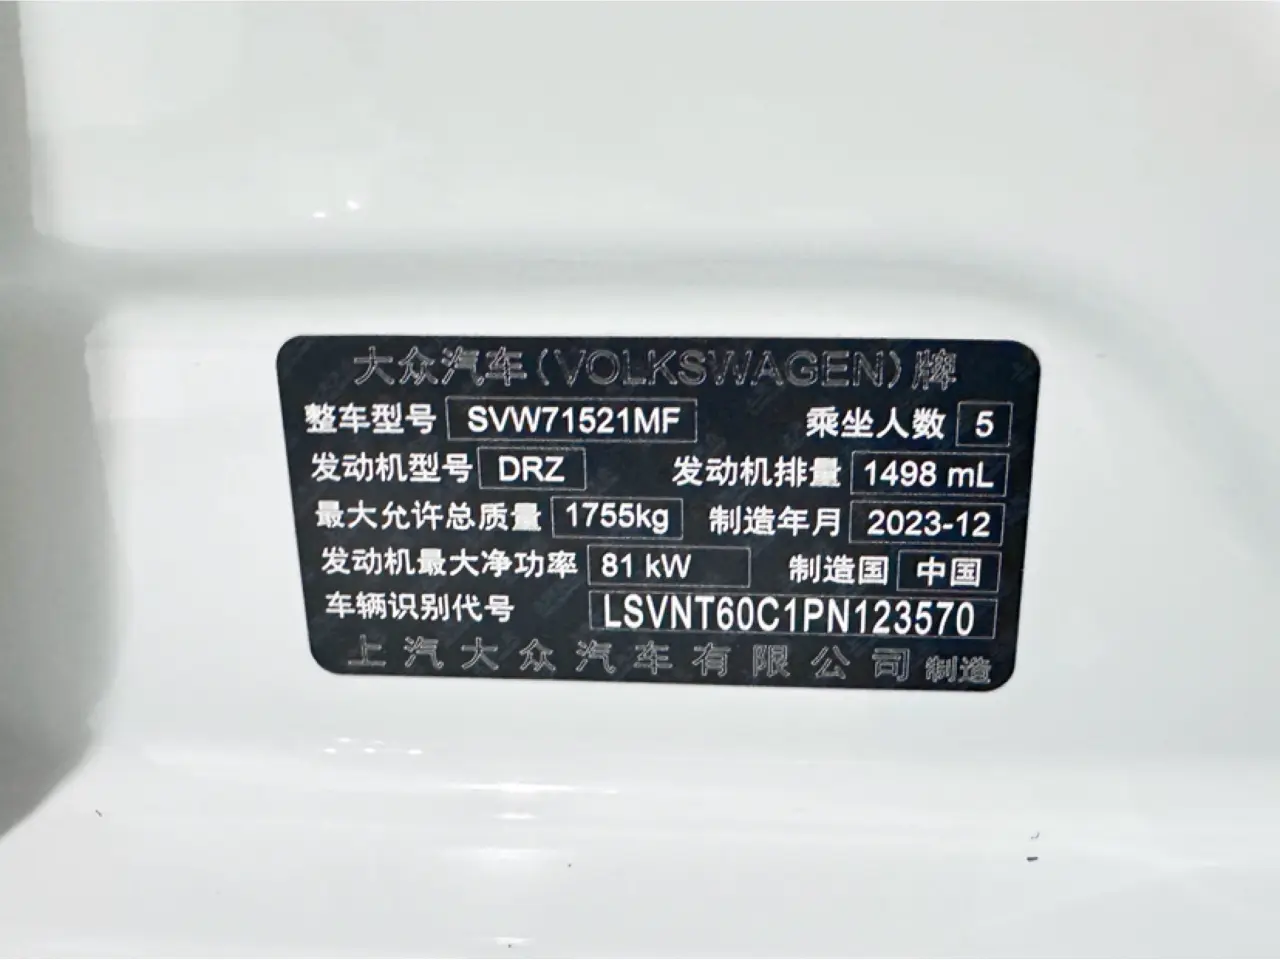 大众汽车(VOLKSWAGEN)牌
整车型号 SVW71521MF 乘坐人数 5
发动机型号 DRZ 发动机排量 1498 mL
最大允许总质量 1755kg 制造年月 2023-12
发动机最大净功率 81 kW 制造国 中国
车辆识别代号 LSVNT60C1PN123570
上汽大众汽车有限公司 制造